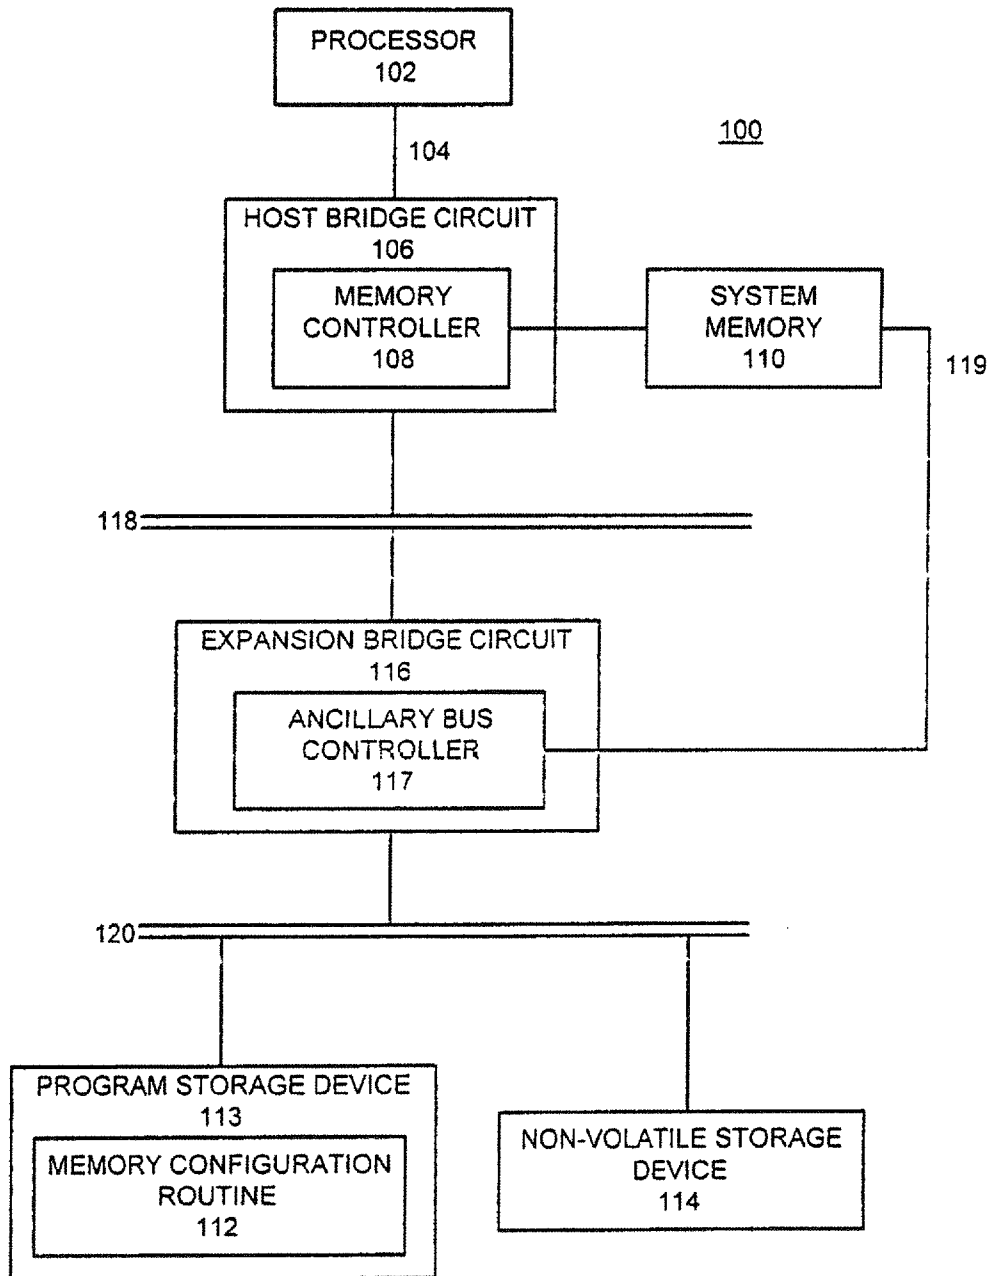 PROCESSOR
102
104
100
HOST BRIDGE CIRCUIT
106
MEMORY
CONTROLLER
108
SYSTEM
MEMORY
110
119
118
EXPANSION BRIDGE CIRCUIT
116
ANCILLARY BUS
CONTROLLER
117
120
PROGRAM STORAGE DEVICE
113
MEMORY CONFIGURATION
ROUTINE
112
NON-VOLATILE STORAGE
DEVICE
114